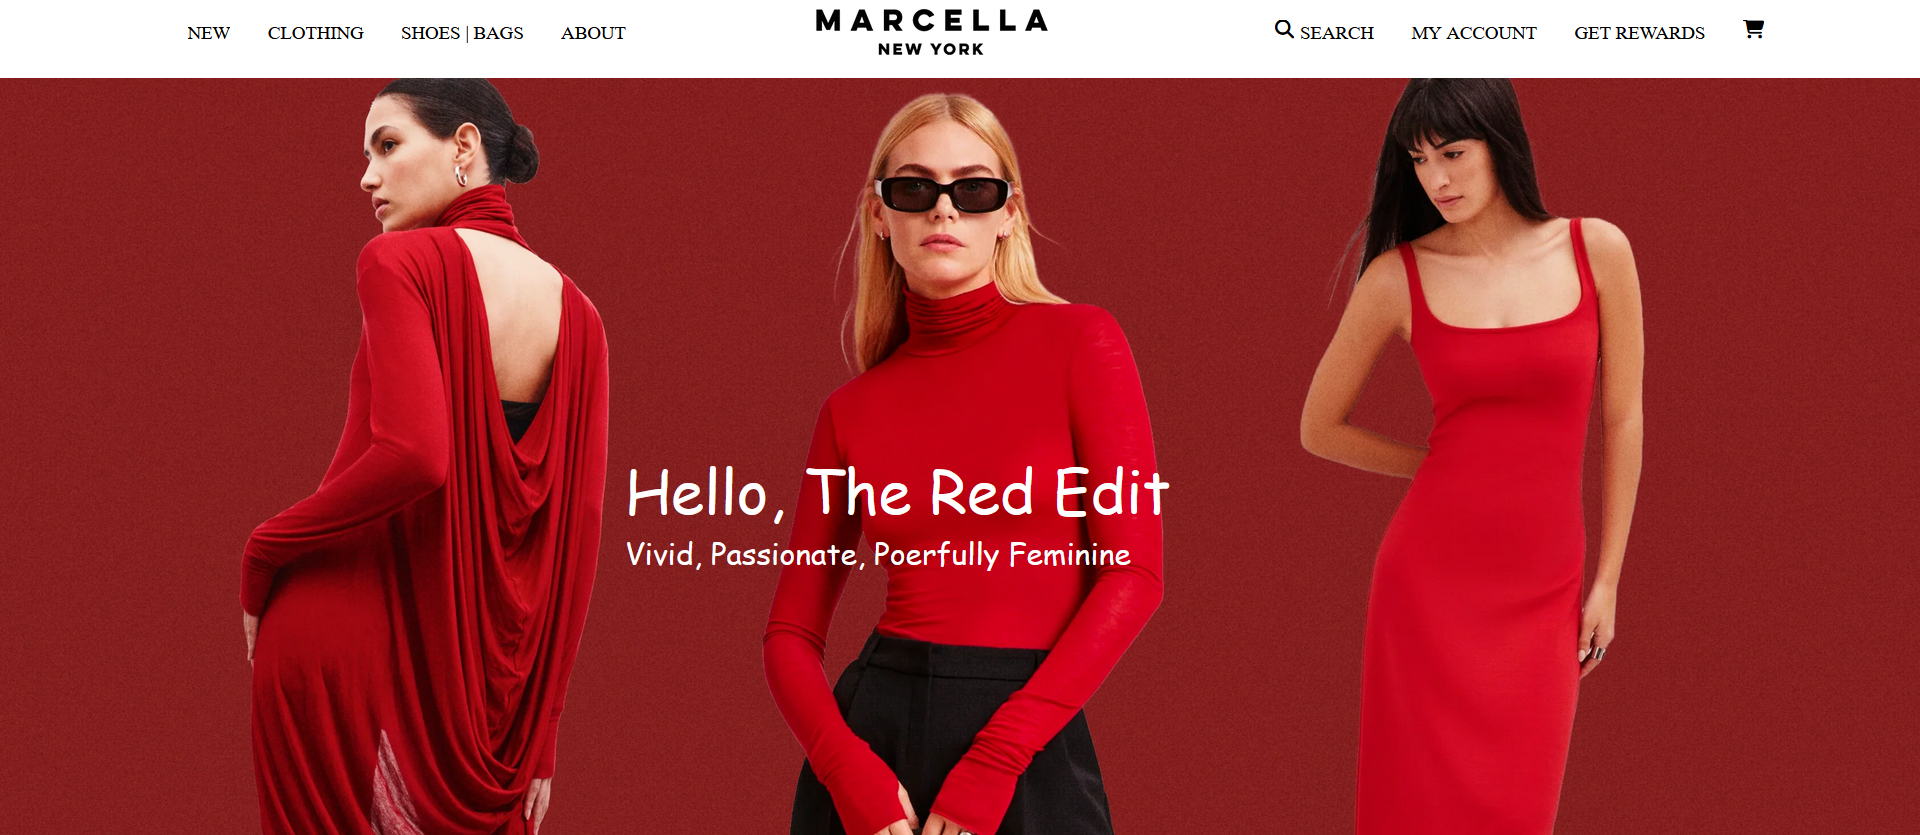 NEW CLOTHING SHOES | BAGS ABOUT
MARCELLA
NEW YORK
SEARCH MY ACCOUNT GET REWARDS
Hello, The Red Edit
Vivid, Passionate, Poerfully Feminine